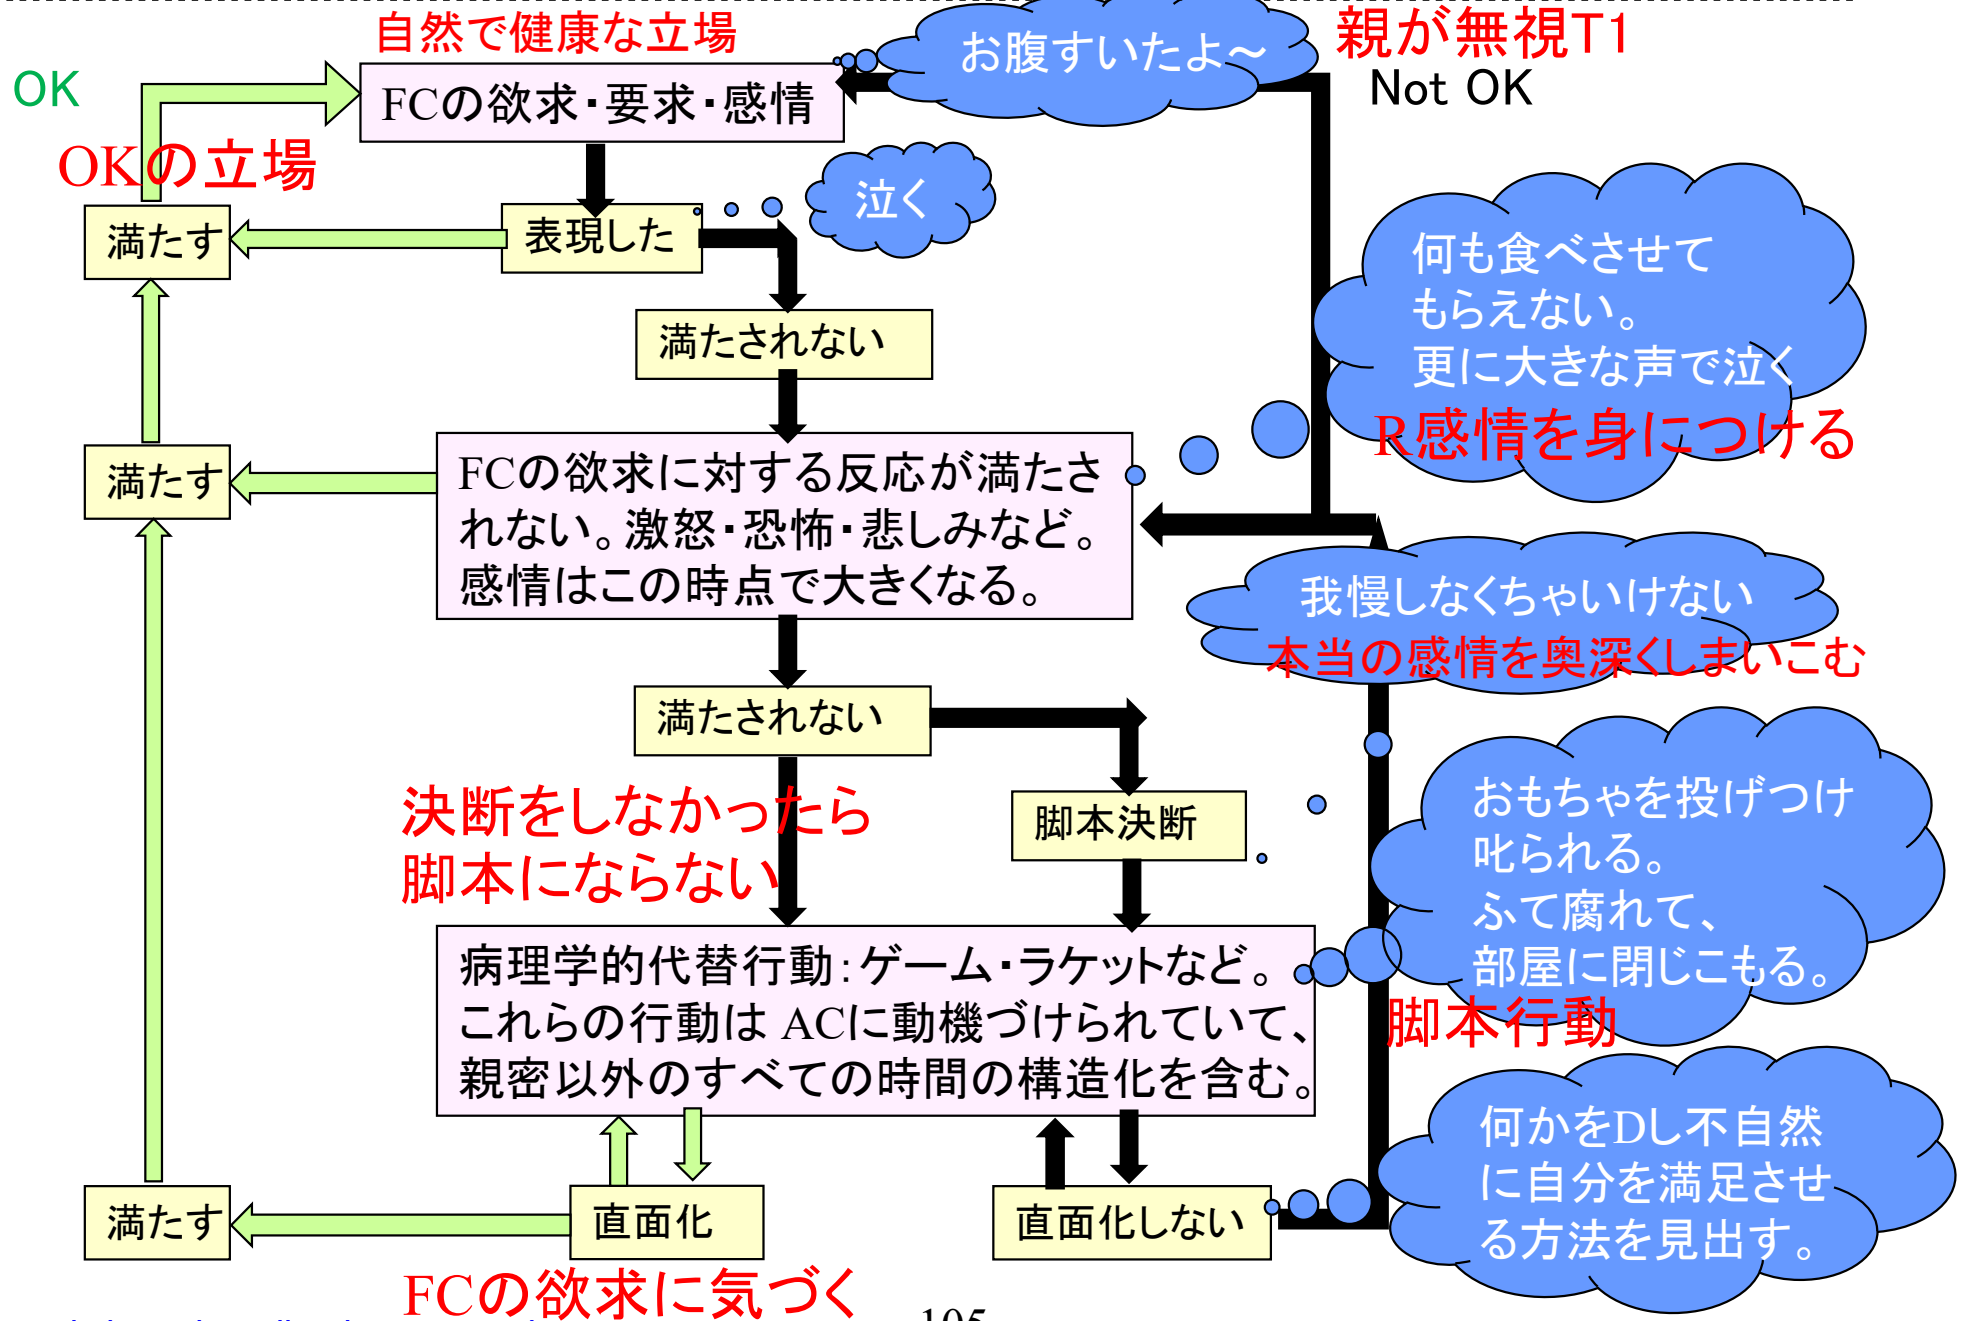 自然で健康な立場
お腹すいたよ～
親が無視T1
OK
Not OK
FCの欲求・要求・感情
OKの立場
泣く
満たす
表現した
何も食べさせて
もらえない。
更に大きな声で泣く
満たされない
R感情を身につける
満たす
FCの欲求に対する反応が満たさ
れない。激怒・恐怖・悲しみなど。
感情はこの時点で大きくなる。
我慢しなくちゃいけない
本当の感情を奥深くしまいこむ
満たされない
決断をしなかったら
脚本にならない
脚本決断
おもちゃを投げつけ
叱られる。
ふて腐れて、
部屋に閉じこもる。
脚本行動
病理学的代替行動：ゲーム・ラケットなど。
これらの行動は ACに動機づけられていて、
親密以外のすべての時間の構造化を含む。
何かをDし不自然
に自分を満足させ
る方法を見出す。
満たす
直面化
直面化しない
FCの欲求に気づく
105